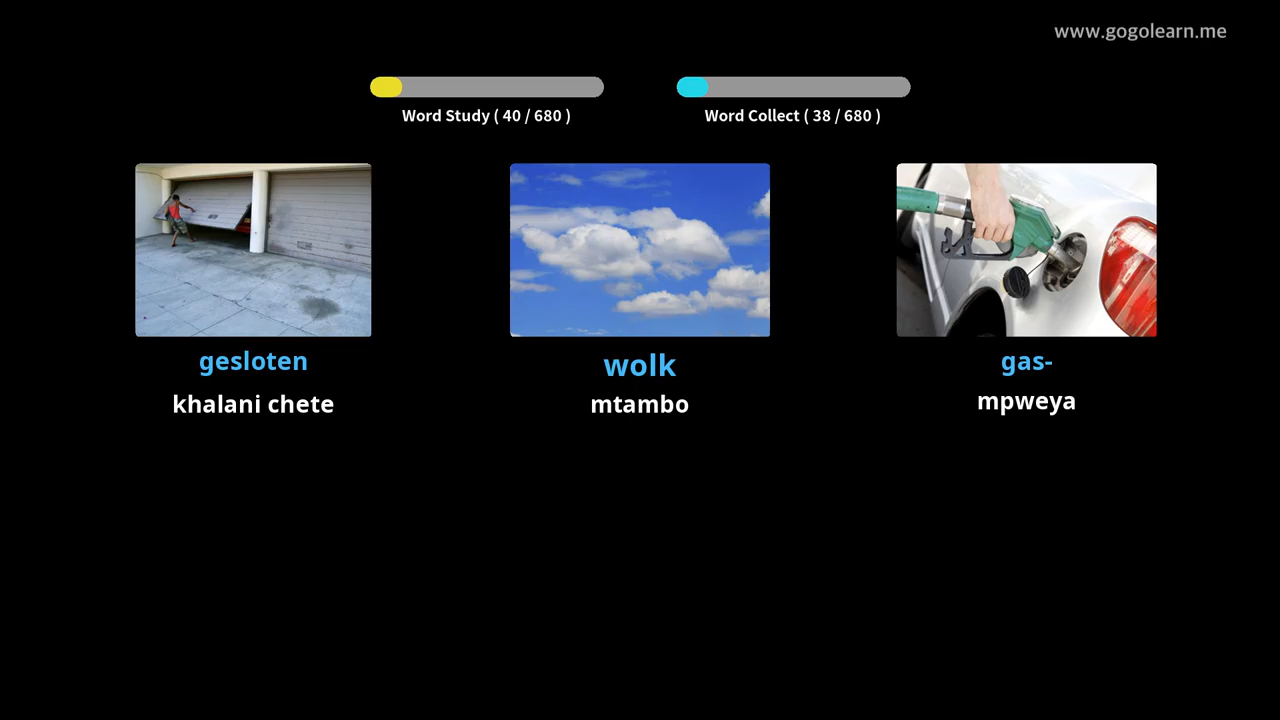 www.gogolearn.me
Word Study ( 40 / 680 )
Word Collect ( 38 / 680 )
gesloten
wolk
gas-
khalani chete
mtambo
mpweya